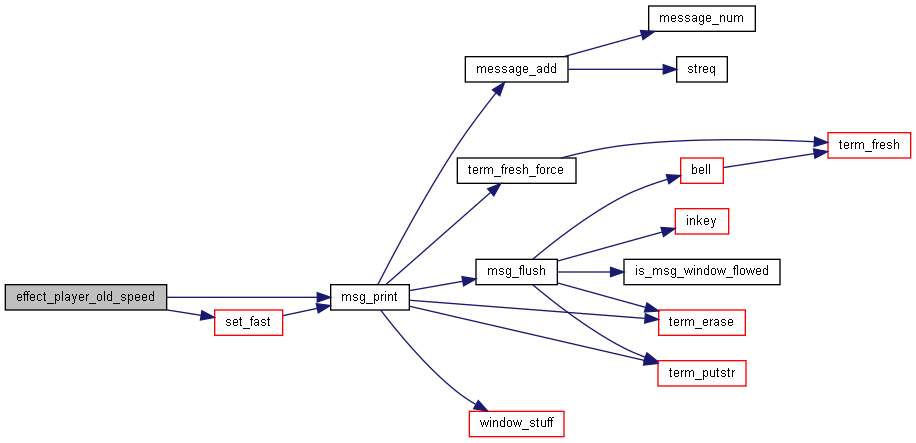 message_num
message_add
streq
term_fresh
term_fresh_force
bell
inkey
msg_flush
is_msg_window_flowed
effect_player_old_speed
msg_print
set_fast
term_erase
term_putstr
window_stuff